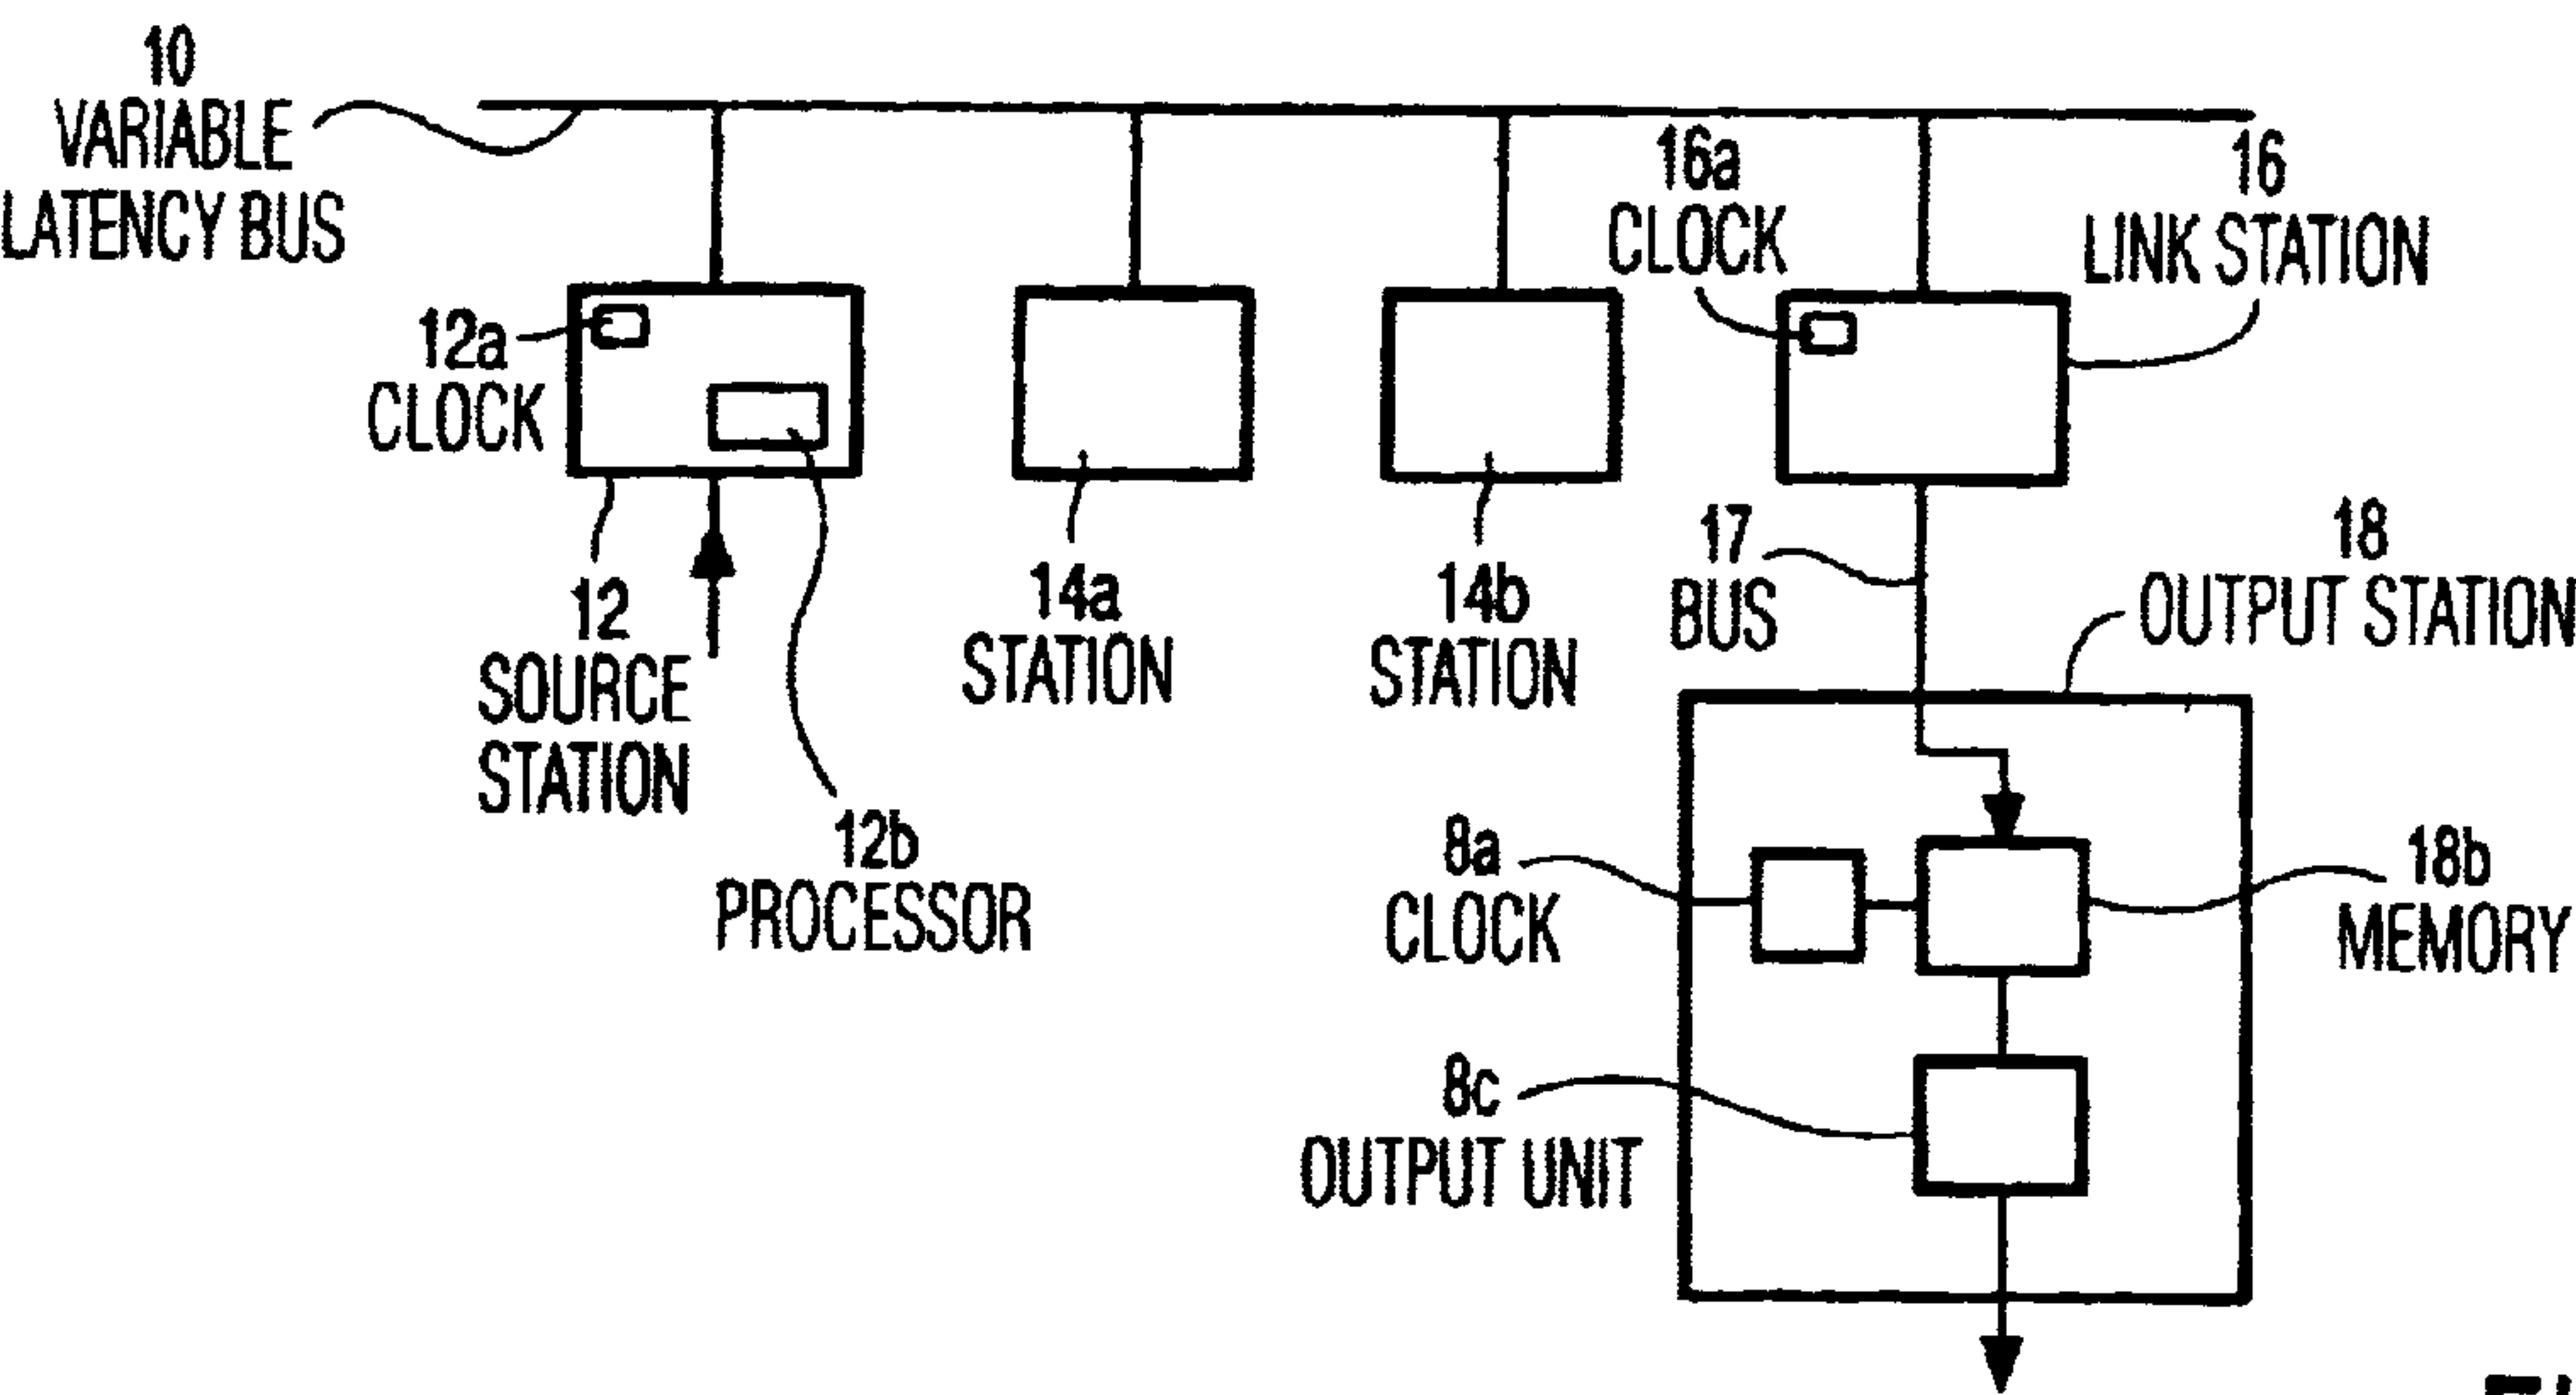 10
VARIABLE
LATENCY BUS
16a
CLOCK
16
LINK STATION
12a
CLOCK
12
SOURCE
STATION
14a
STATION
14b
STATION
17
BUS
18
OUTPUT STATION
12b
PROCESSOR
8a
CLOCK
18b
MEMORY
8c
OUTPUT UNIT